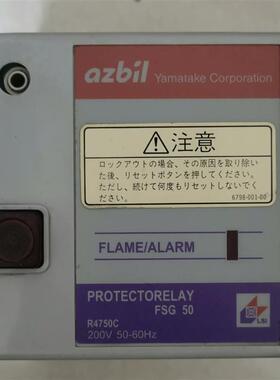 azbil
Yamatake Corporation
⚠注意
ロックアウトの場合、その原因を取り除い
た後、リセットボタンを押してください。
ただし、続けて何度もリセットしないでく
ださい。
6798-001-00
FLAME/ALARM
PROTECTORELAY
FSG 50
R4750C
200V 50-60Hz
LSI